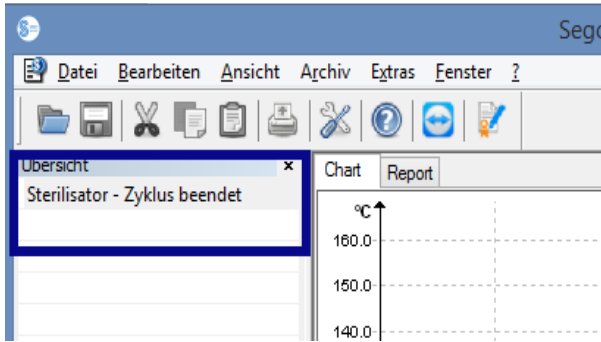 Sego
Datei Bearbeiten Ansicht Archiv Extras Fenster ?
Übersicht x
Chart Report
Sterilisator - Zyklus beendet
°C
160.0
150.0
140.0